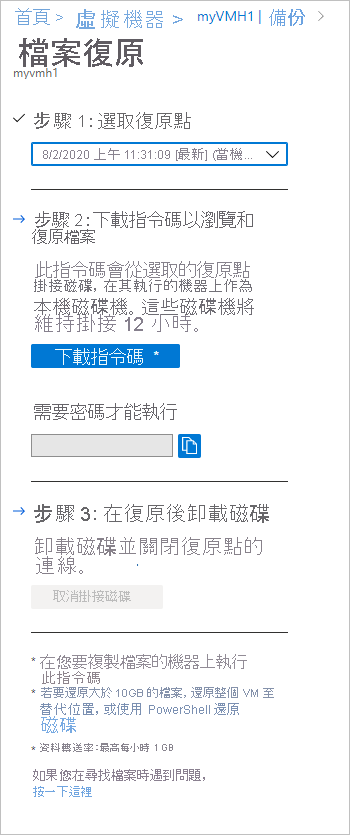 首頁 > 虛擬機器 > myVMH1 | 備份 >
檔案復原
myvmh1
步驟 1: 選取復原點
8/2/2020 上午 11:31:09 [最新] (當機...
步驟 2: 下載指令碼以瀏覽和
復原檔案
此指令碼會從選取的復原點
掛接磁碟, 在其執行的機器上作為
本機磁碟機。這些磁碟機將
維持掛接 12 小時。
下載指令碼 *
需要密碼才能執行
步驟 3: 在復原後卸載磁碟
卸載磁碟並關閉復原點的
連線。
取消掛接磁碟
* 在您要複製檔案的機器上執行
此指令碼
* 若要還原大於 10GB 的檔案, 還原整個 VM 至
替代位置, 或使用 PowerShell 還原
磁碟
* 資料轉送率: 最高每小時 1 GB
如果您在尋找檔案時遇到問題,
按一下這裡